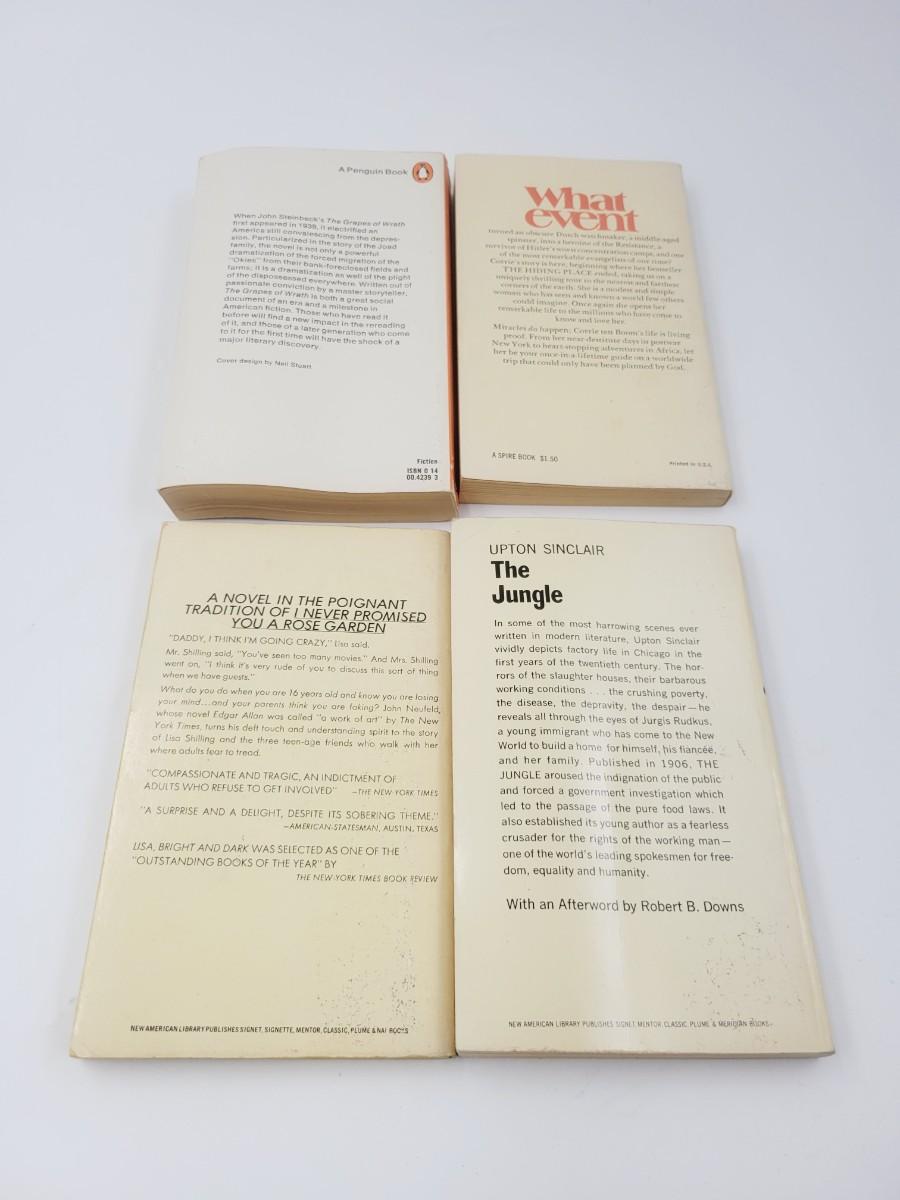 A Penguin Book
When John Steinbeck's The Grapes of Wrath
first appeared in 1939, it electrified an
America still convalescing from the depres-
sion. Particularized in the story of the Joad
family, the novel is not only a powerful
dramatization of the forced migration of the
"Okies" from their bank-foreclosed fields and
farms; it is a dramatization as well of the plight
of the dispossessed everywhere. Written out of
passionate conviction by a master storyteller,
The Grapes of Wrath is both a great social
document of an era and a milestone in
American fiction. Those who have read it
before will find a new impact in the rereading
of it, and those of a later generation who come
to it for the first time will have the shock of a
major literary discovery.
Cover design by Neil Stuart
Fiction
ISBN 0 14
00.4239 3
What
event
turned an obscure Dutch watchmaker, a middle-aged
spinster, into a heroine of the Resistance, a
survivor of Hitler's worst concentration camps, and one
of the most remarkable evangelists of our time?
Corrie's story is here, beginning where her bestseller
THE HIDING PLACE ended, taking us on a
uniquely thrilling tour to the nearest and farthest
corners of the earth. She is a modest and simple
woman who has seen and known a world few others
could imagine. Once again she opens her
remarkable life to the millions who have come to
know and love her.
Miracles do happen; Corrie ten Boom's life is living
proof. From her near-destitute days in postwar
New York to heart-stopping adventures in Africa, let
her be your once-in-a-lifetime guide on a worldwide
trip that could only have been planned by God.
A SPIRE BOOK $1.50
Printed in U.S.A.
A NOVEL IN THE POIGNANT
TRADITION OF I NEVER PROMISED
YOU A ROSE GARDEN
"DADDY, I THINK I'M GOING CRAZY," Lisa said.
Mr. Shilling said, "You've seen too many movies." And Mrs. Shilling
went on, "I think it's very rude of you to discuss this sort of thing
when we have guests."
What do you do when you are 16 years old and know you are losing
your mind...and your parents think you are faking? John Neufeld,
whose novel Edgar Allan was called "a work of art" by The New
York Times, turns his deft touch and understanding spirit to the story
of Lisa Shilling and the three teen-age friends who walk with her
where adults fear to tread.
"COMPASSIONATE AND TRAGIC, AN INDICTMENT OF
ADULTS WHO REFUSE TO GET INVOLVED" —THE NEW YORK TIMES
"A SURPRISE AND A DELIGHT, DESPITE ITS SOBERING THEME."
—AMERICAN-STATESMAN, AUSTIN, TEXAS
LISA, BRIGHT AND DARK WAS SELECTED AS ONE OF THE
"OUTSTANDING BOOKS OF THE YEAR" BY
THE NEW YORK TIMES BOOK REVIEW
NEW AMERICAN LIBRARY PUBLISHES SIGNET, SIGNETTE, MENTOR, CLASSIC, PLUME & NAL BOOKS
UPTON SINCLAIR
The
Jungle
In some of the most harrowing scenes ever
written in modern literature, Upton Sinclair
vividly depicts factory life in Chicago in the
first years of the twentieth century. The hor-
rors of the slaughter houses, their barbarous
working conditions . . . the crushing poverty,
the disease, the depravity, the despair—he
reveals all through the eyes of Jurgis Rudkus,
a young immigrant who has come to the New
World to build a home for himself, his fiancée,
and her family. Published in 1906, THE
JUNGLE aroused the indignation of the public
and forced a government investigation which
led to the passage of the pure food laws. It
also established its young author as a fearless
crusader for the rights of the working man—
one of the world's leading spokesmen for free-
dom, equality and humanity.
With an Afterword by Robert B. Downs
NEW AMERICAN LIBRARY PUBLISHES SIGNET, MENTOR, CLASSIC, PLUME & MERIDIAN BOOKS